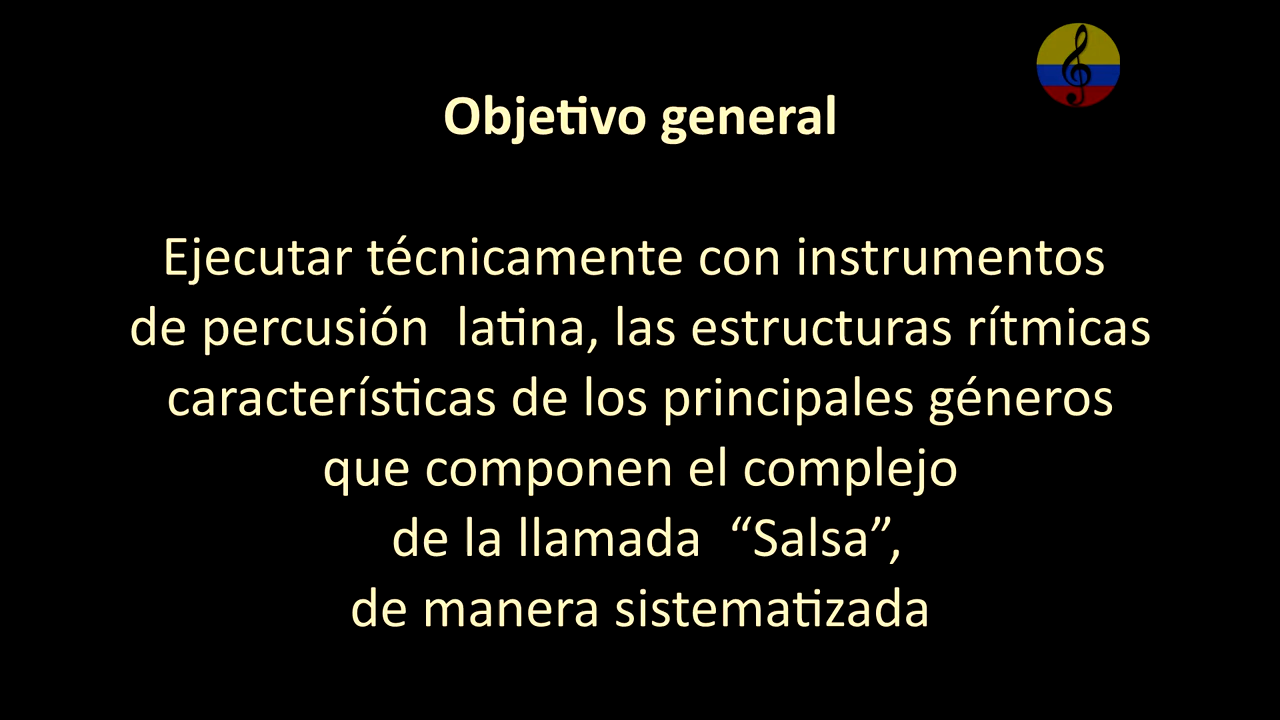 Objetivo general
Ejecutar técnicamente con instrumentos
de percusión  latina, las estructuras rítmicas
características de los principales géneros
que componen el complejo
de la llamada  “Salsa”,
de manera sistematizada